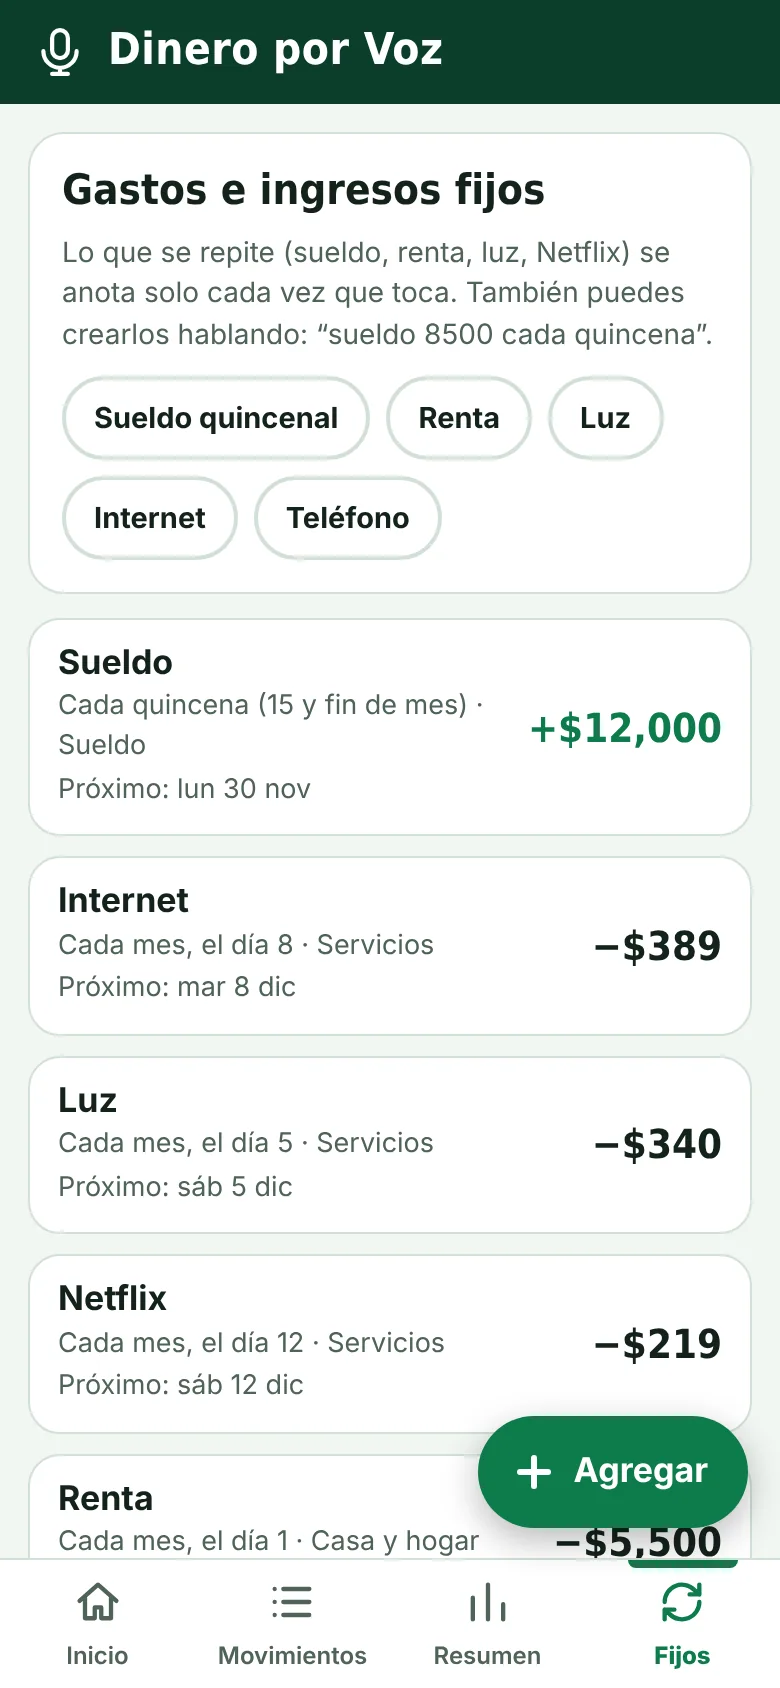 Dinero por Voz
Gastos e ingresos fijos
Lo que se repite (sueldo, renta, luz, Netflix) se
anota solo cada vez que toca. También puedes
crearlos hablando: “sueldo 8500 cada quincena”.
Sueldo quincenal
Renta
Luz
Internet
Teléfono
Sueldo
Cada quincena (15 y fin de mes) ·
Sueldo
Próximo: lun 30 nov
+$12,000
Internet
Cada mes, el día 8 · Servicios
Próximo: mar 8 dic
−$389
Luz
Cada mes, el día 5 · Servicios
Próximo: sáb 5 dic
−$340
Netflix
Cada mes, el día 12 · Servicios
Próximo: sáb 12 dic
−$219
Agregar
Renta
Cada mes, el día 1 · Casa y hogar
−$5,500
Inicio
Movimientos
Resumen
Fijos